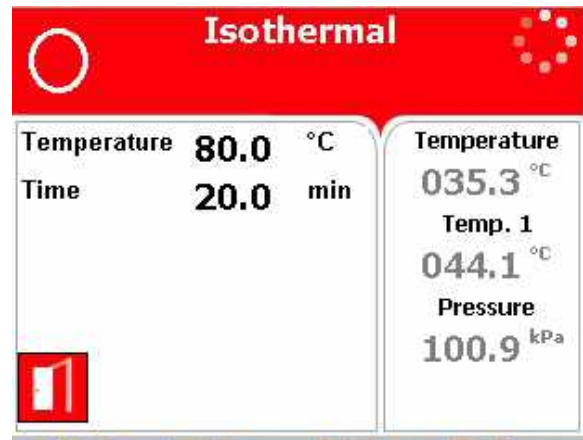 Isothermal
Temperature 80.0 °C
Time 20.0 min
Temperature
035.3 °C
Temp. 1
044.1 °C
Pressure
100.9 kPa